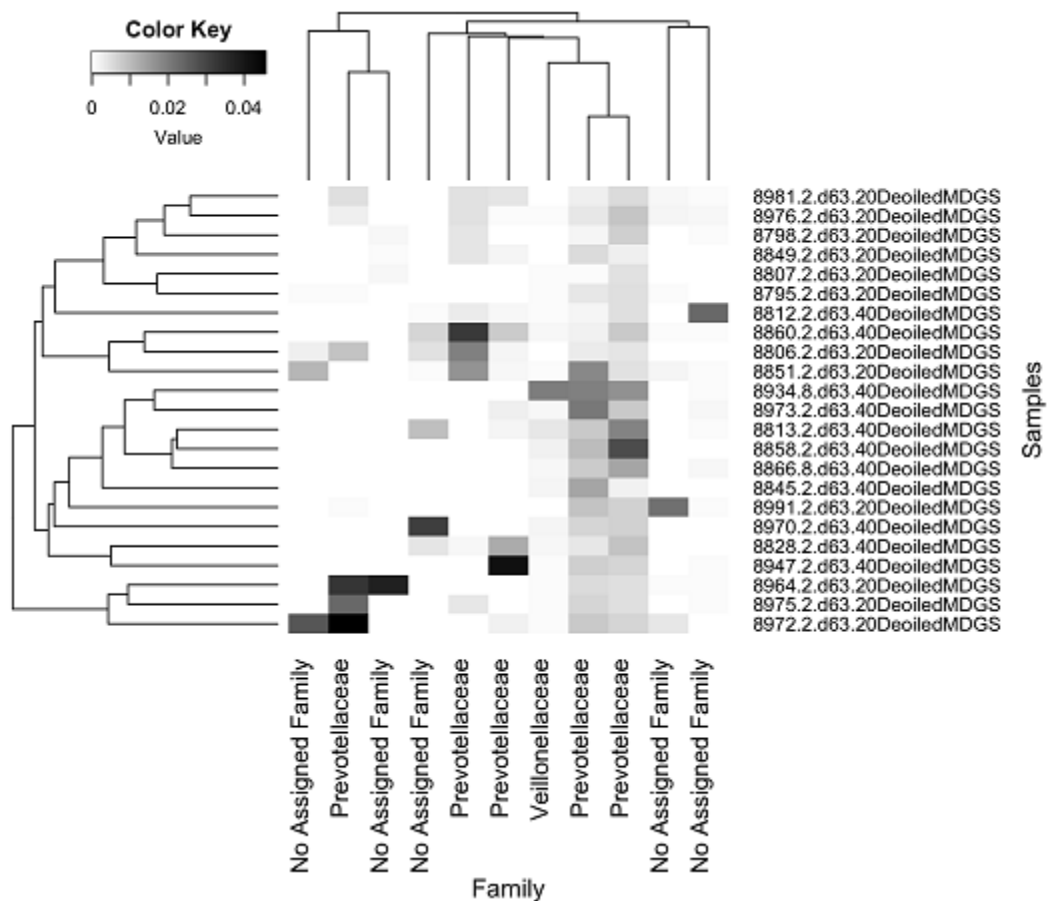 Color Key
0 0.02 0.04
Value
8981.2.d63.20DeoiledMDGS
8976.2.d63.20DeoiledMDGS
8798.2.d63.20DeoiledMDGS
8849.2.d63.20DeoiledMDGS
8807.2.d63.20DeoiledMDGS
8795.2.d63.20DeoiledMDGS
8812.2.d63.40DeoiledMDGS
8860.2.d63.40DeoiledMDGS
8806.2.d63.20DeoiledMDGS
8851.2.d63.20DeoiledMDGS
8934.8.d63.40DeoiledMDGS
8973.2.d63.40DeoiledMDGS
8813.2.d63.40DeoiledMDGS
8858.2.d63.40DeoiledMDGS
8866.8.d63.40DeoiledMDGS
8845.2.d63.40DeoiledMDGS
8991.2.d63.20DeoiledMDGS
8970.2.d63.40DeoiledMDGS
8828.2.d63.40DeoiledMDGS
8947.2.d63.40DeoiledMDGS
8964.2.d63.20DeoiledMDGS
8975.2.d63.20DeoiledMDGS
8972.2.d63.20DeoiledMDGS
Samples
No Assigned Family
Prevotellaceae
No Assigned Family
No Assigned Family
Prevotellaceae
Prevotellaceae
Veillonellaceae
Prevotellaceae
Prevotellaceae
No Assigned Family
No Assigned Family
Family